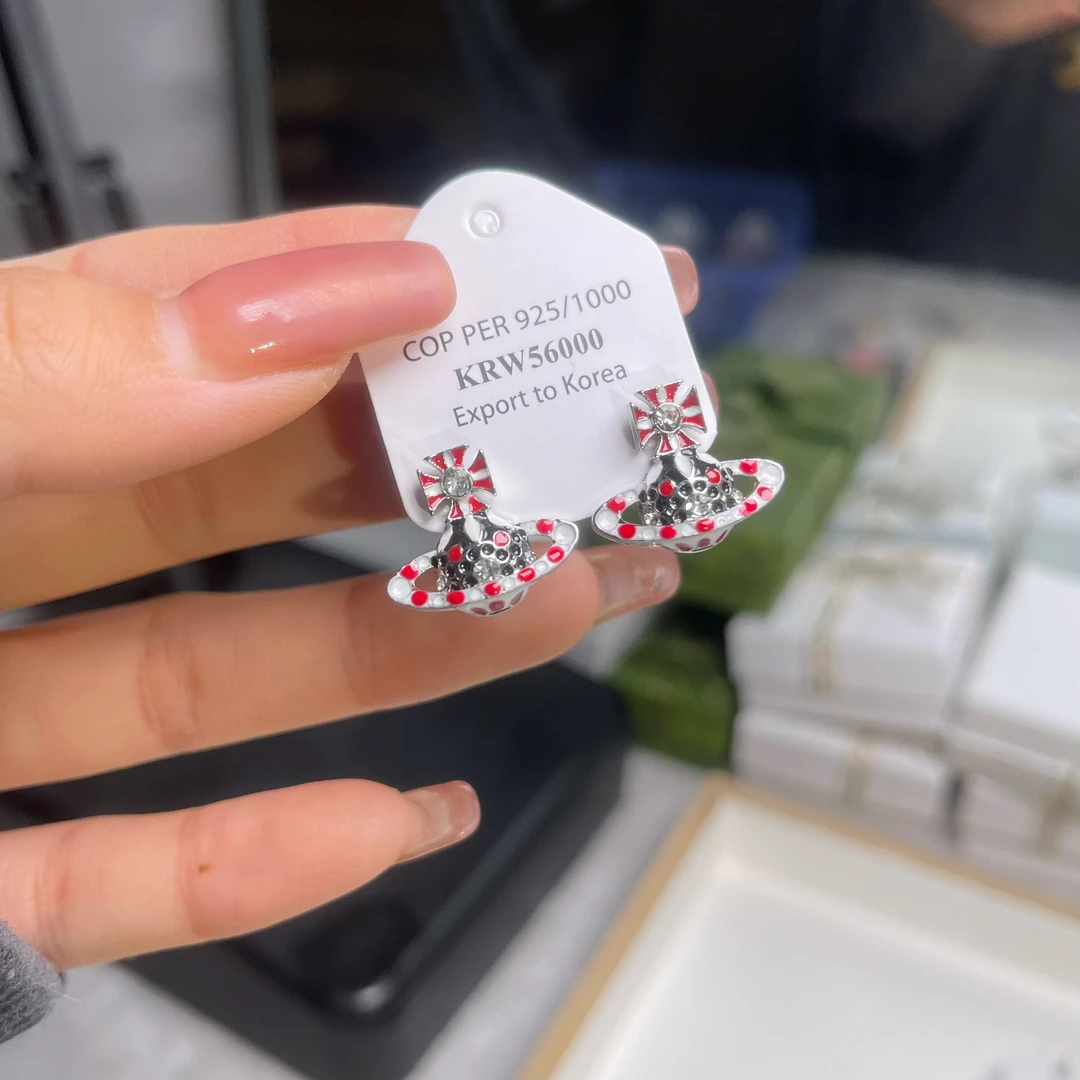 COP PER 925/1000
KRW56000
Export to Korea